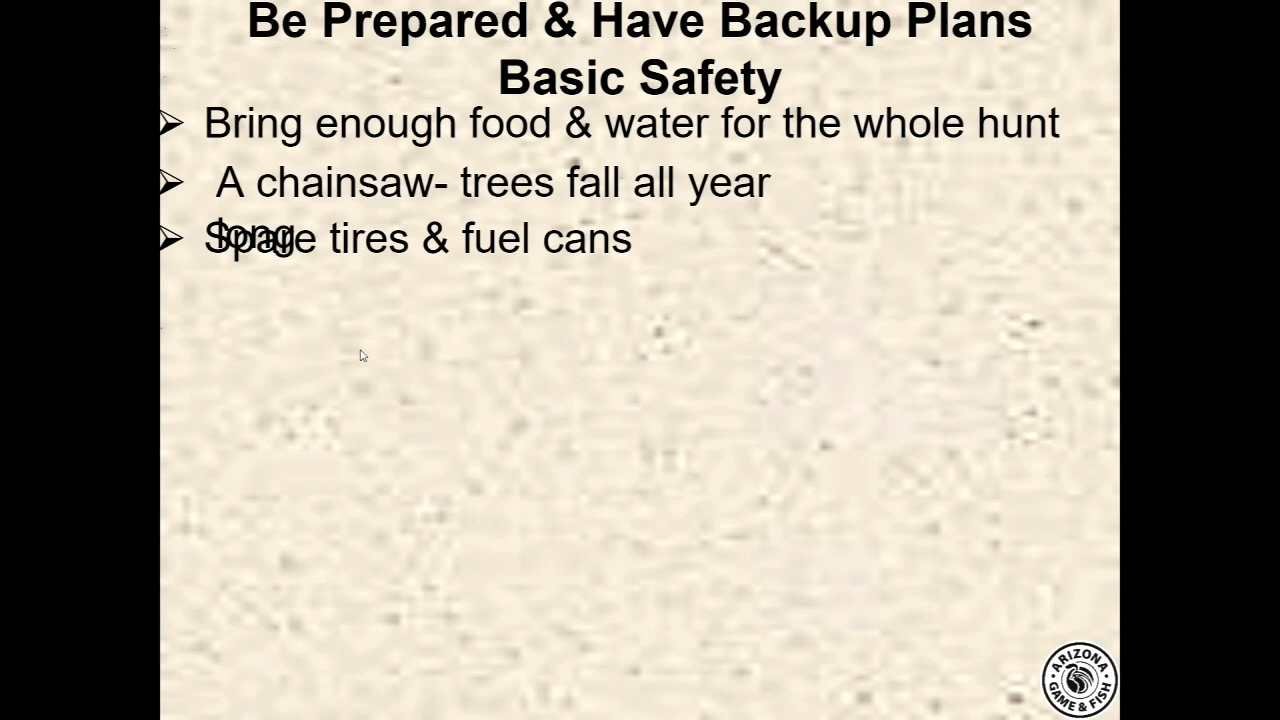 Be Prepared & Have Backup Plans
Basic Safety
➢ Bring enough food & water for the whole hunt
➢ A chainsaw- trees fall all year
long
➢ Spare tires & fuel cans
ARIZONA
GAME & FISH